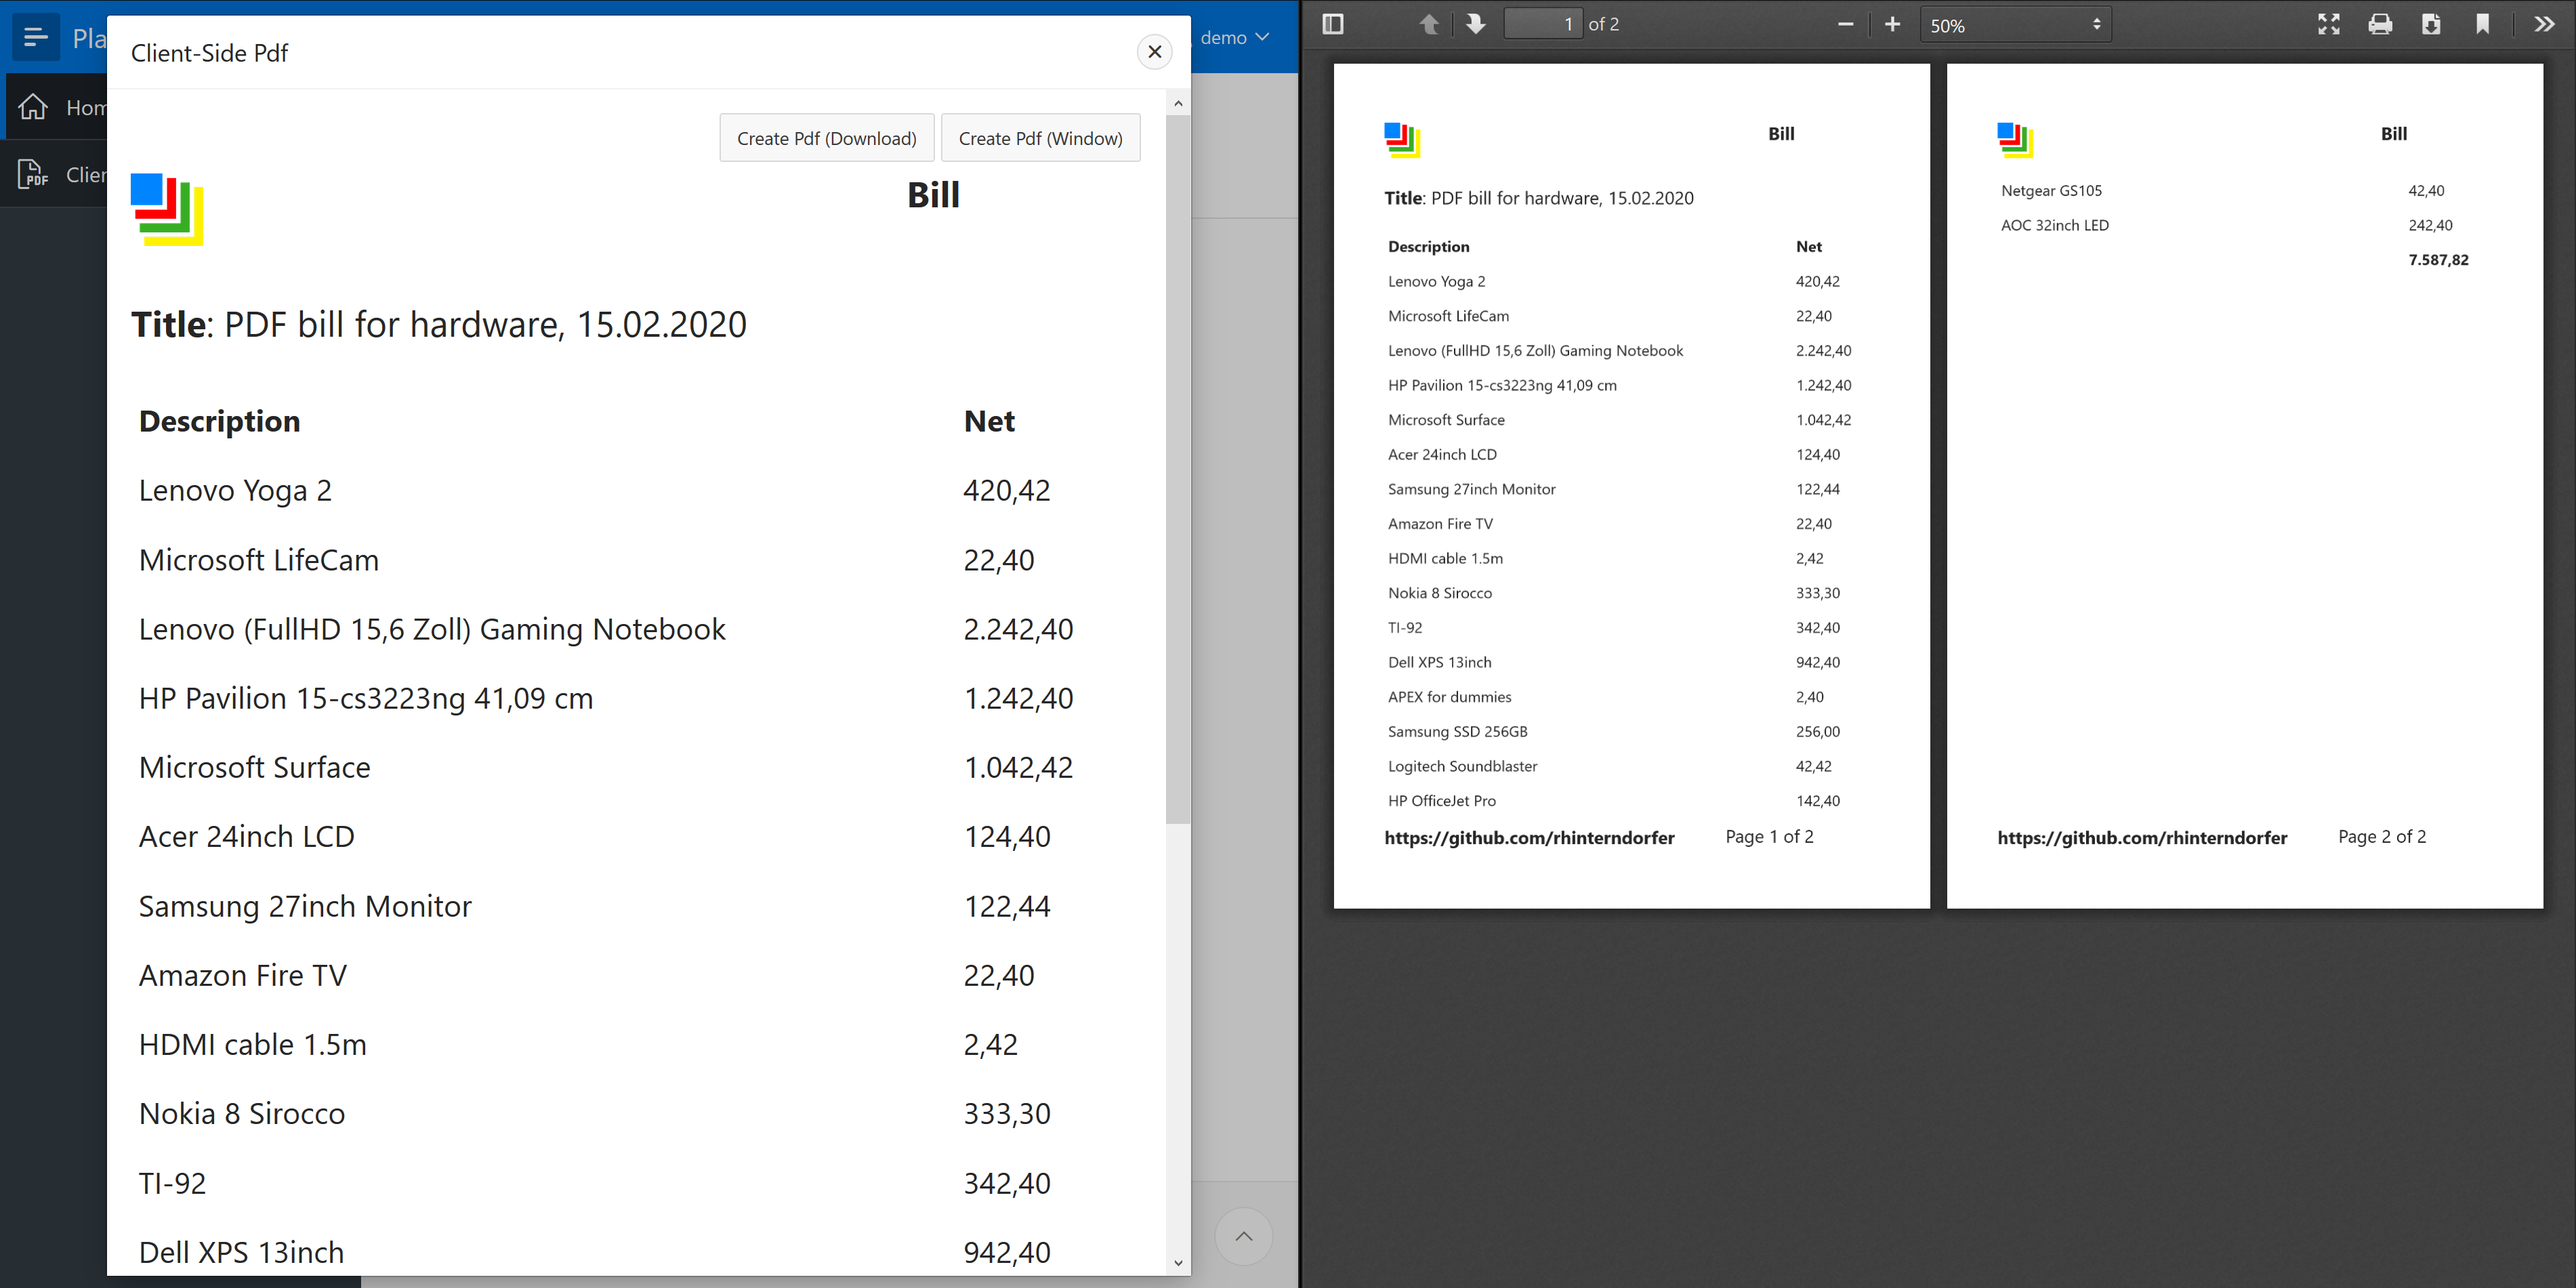 Pla
demo
Hom
Clien
Client-Side Pdf
Create Pdf (Download) Create Pdf (Window)
Bill
Title: PDF bill for hardware, 15.02.2020
Description Net
Lenovo Yoga 2 420,42
Microsoft LifeCam 22,40
Lenovo (FullHD 15,6 Zoll) Gaming Notebook 2.242,40
HP Pavilion 15-cs3223ng 41,09 cm 1.242,40
Microsoft Surface 1.042,42
Acer 24inch LCD 124,40
Samsung 27inch Monitor 122,44
Amazon Fire TV 22,40
HDMI cable 1.5m 2,42
Nokia 8 Sirocco 333,30
TI-92 342,40
Dell XPS 13inch 942,40
1 of 2 50%
Bill
Title: PDF bill for hardware, 15.02.2020
Description Net
Lenovo Yoga 2 420,42
Microsoft LifeCam 22,40
Lenovo (FullHD 15,6 Zoll) Gaming Notebook 2.242,40
HP Pavilion 15-cs3223ng 41,09 cm 1.242,40
Microsoft Surface 1.042,42
Acer 24inch LCD 124,40
Samsung 27inch Monitor 122,44
Amazon Fire TV 22,40
HDMI cable 1.5m 2,42
Nokia 8 Sirocco 333,30
TI-92 342,40
Dell XPS 13inch 942,40
APEX for dummies 2,40
Samsung SSD 256GB 256,00
Logitech Soundblaster 42,42
HP OfficeJet Pro 142,40
https://github.com/rhinterndorfer Page 1 of 2
Bill
Netgear GS105 42,40
AOC 32inch LED 242,40
7.587,82
https://github.com/rhinterndorfer Page 2 of 2
PDF